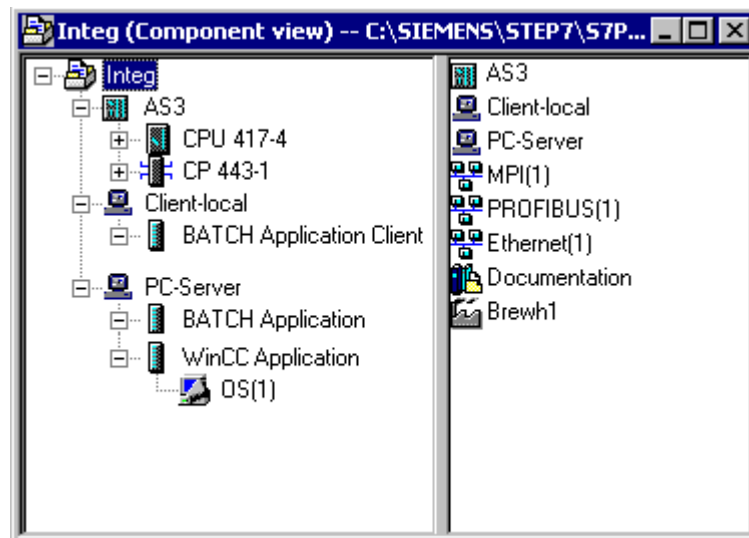 Integ (Component view) -- C:\SIEMENS\STEP7\S7P...
Integ
AS3
CPU 417-4
CP 443-1
Client-local
BATCH Application Client
PC-Server
BATCH Application
WinCC Application
OS(1)
AS3
Client-local
PC-Server
MPI(1)
PROFIBUS(1)
Ethernet(1)
Documentation
Brewh1